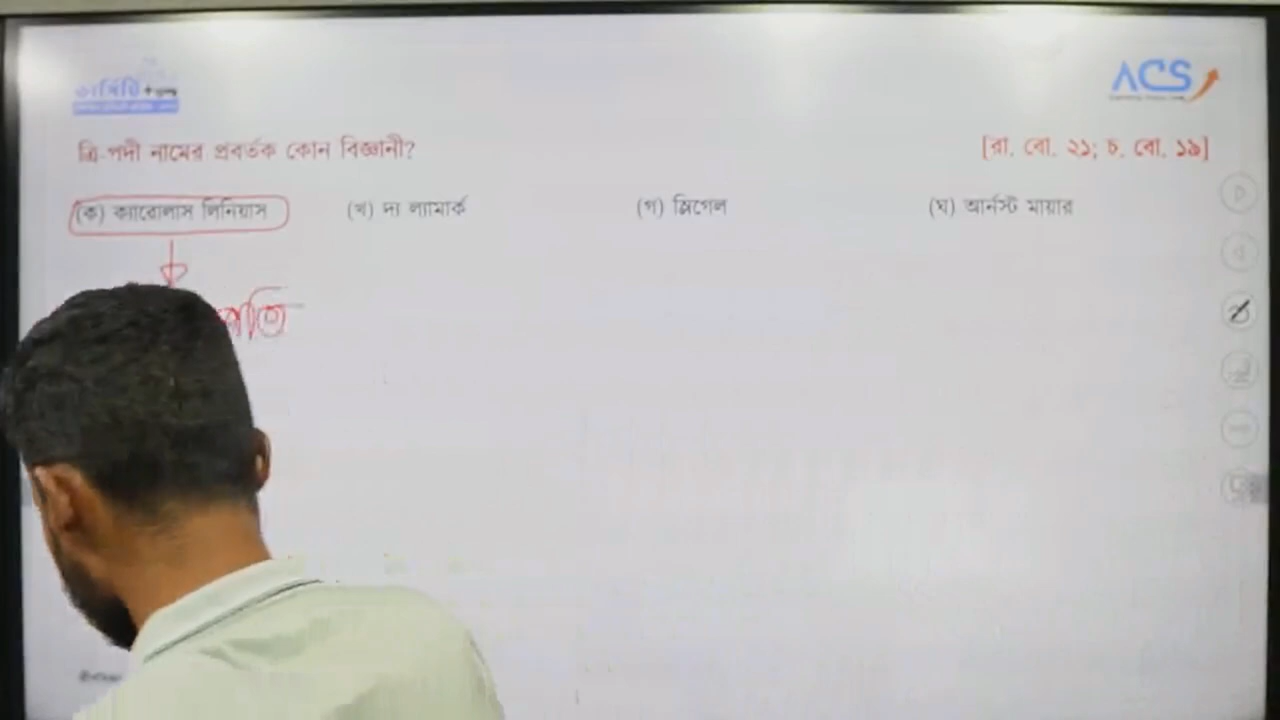 ACS
ত্রি-পদী নামের প্রবর্তক কোন বিজ্ঞানী? [রা. বো. ২১; চ. বো. ১৯]
(ক) ক্যারোলাস লিনিয়াস (খ) দ্য ল্যামার্ক (গ) স্লিগেল (ঘ) আর্নস্ট মায়ার